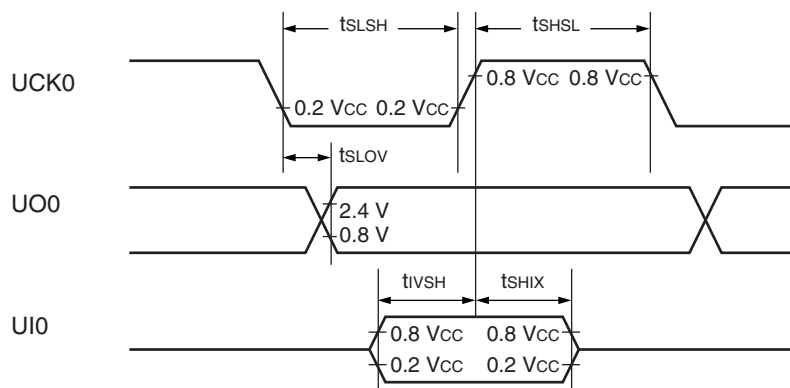 tSLSH tSHSL
UCK0 0.8 VCC 0.8 VCC
0.2 VCC 0.2 VCC
tSLOV
UO0 2.4 V
0.8 V
tIVSH tSHIX
UI0 0.8 VCC 0.8 VCC
0.2 VCC 0.2 VCC